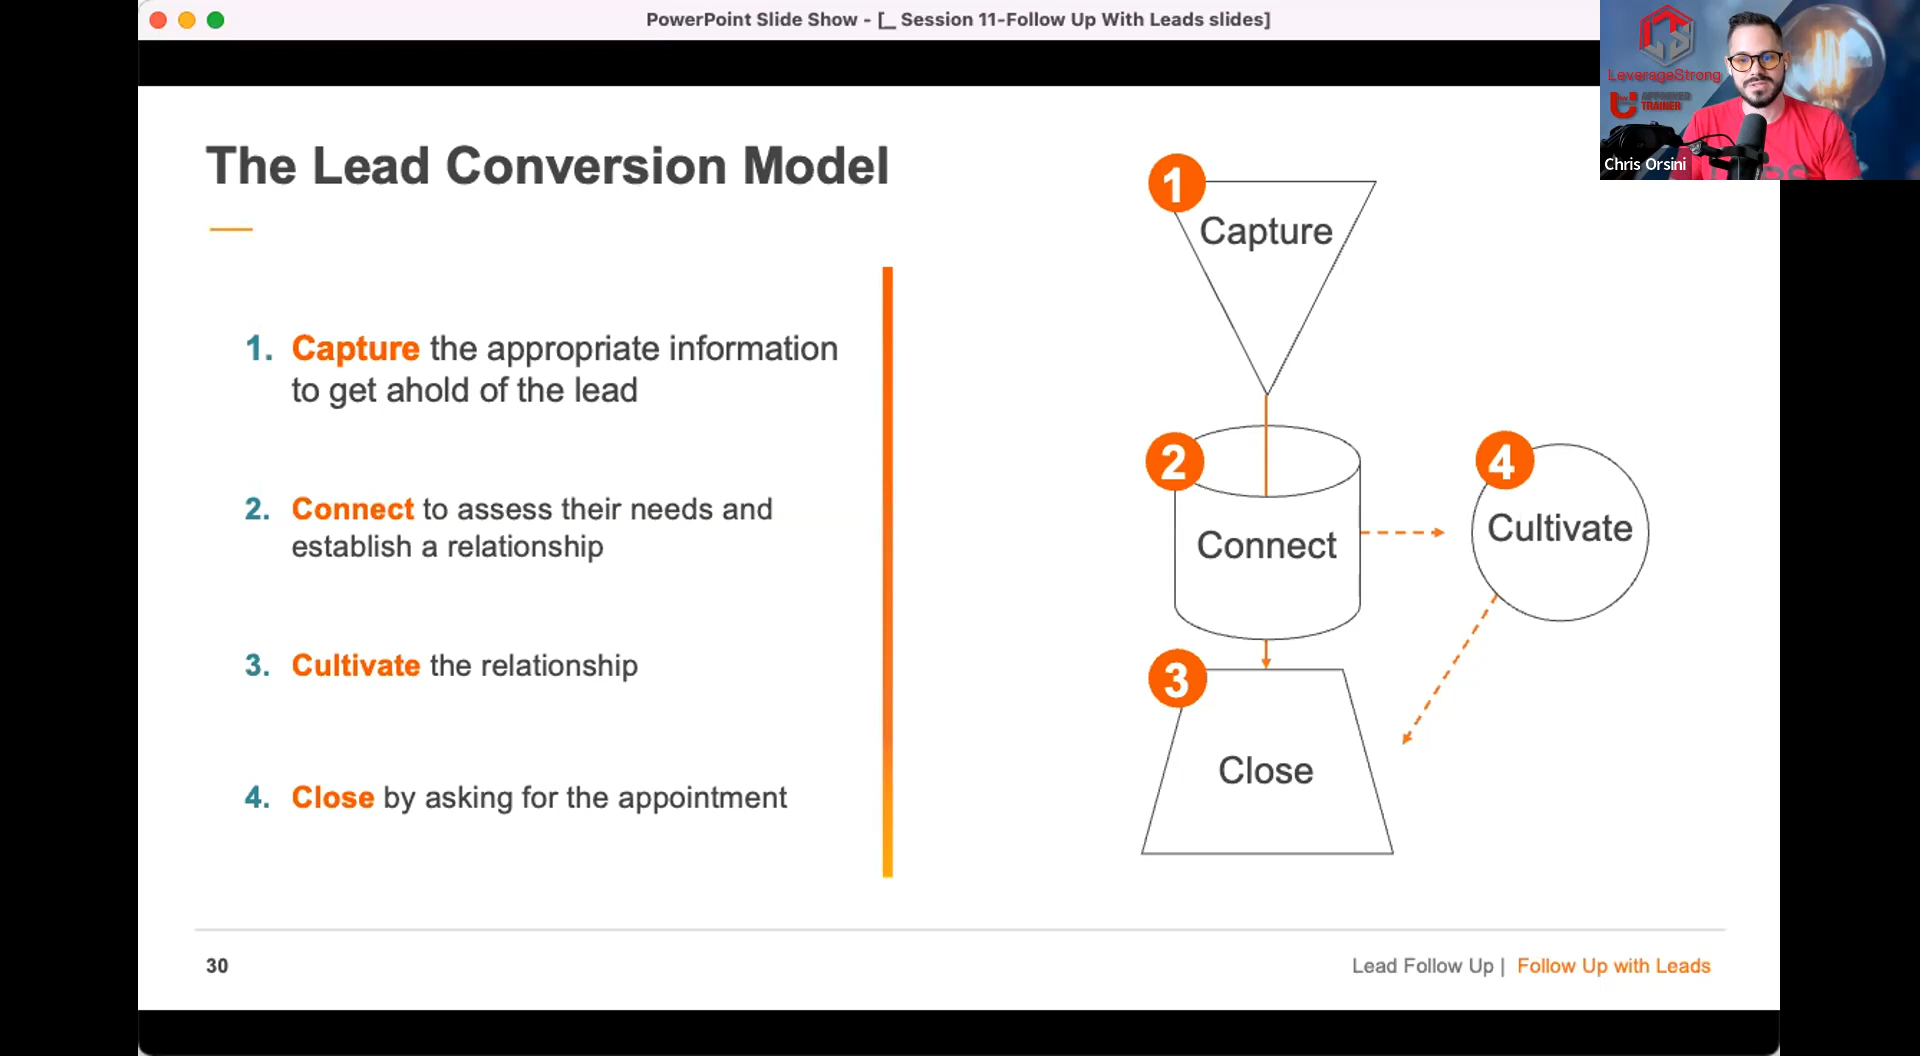 PowerPoint Slide Show - [_ Session 11-Follow Up With Leads slides]
LeverageStrong
APPROVED
TRAINER
Chris Orsini
The Lead Conversion Model
1. Capture the appropriate information
to get ahold of the lead
2. Connect to assess their needs and
establish a relationship
3. Cultivate the relationship
4. Close by asking for the appointment
1
Capture
2
Connect
4
Cultivate
3
Close
30
Lead Follow Up | Follow Up with Leads